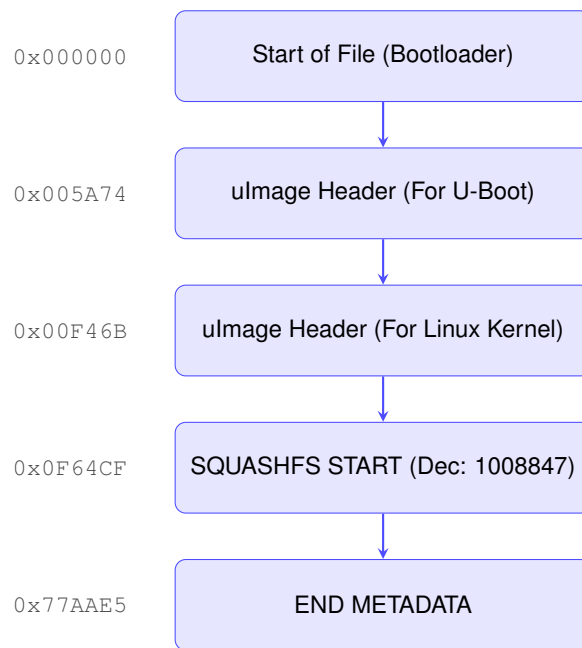 0x000000 Start of File (Bootloader)
0x005A74 uImage Header (For U-Boot)
0x00F46B uImage Header (For Linux Kernel)
0x0F64CF SQUASHFS START (Dec: 1008847)
0x77AAE5 END METADATA